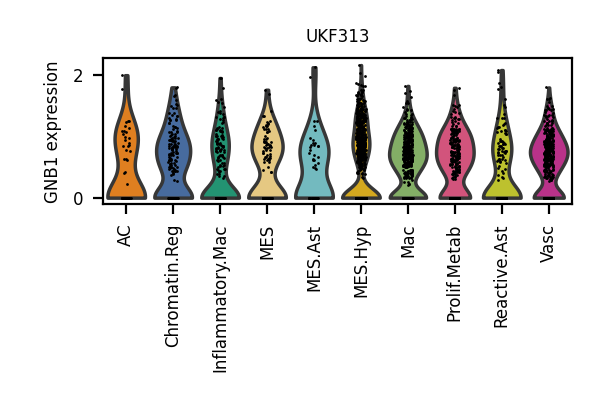 UKF313
GNB1 expression
2
0
AC
Chromatin.Reg
Inflammatory.Mac
MES
MES.Ast
MES.Hyp
Mac
Prolif.Metab
Reactive.Ast
Vasc